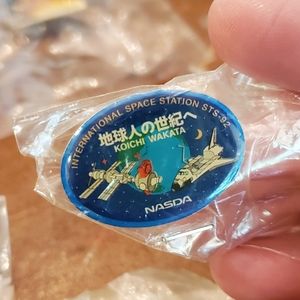 INTERNATIONAL SPACE STATION STS-92
地球人の世紀へ
KOICHI WAKATA
NASDA